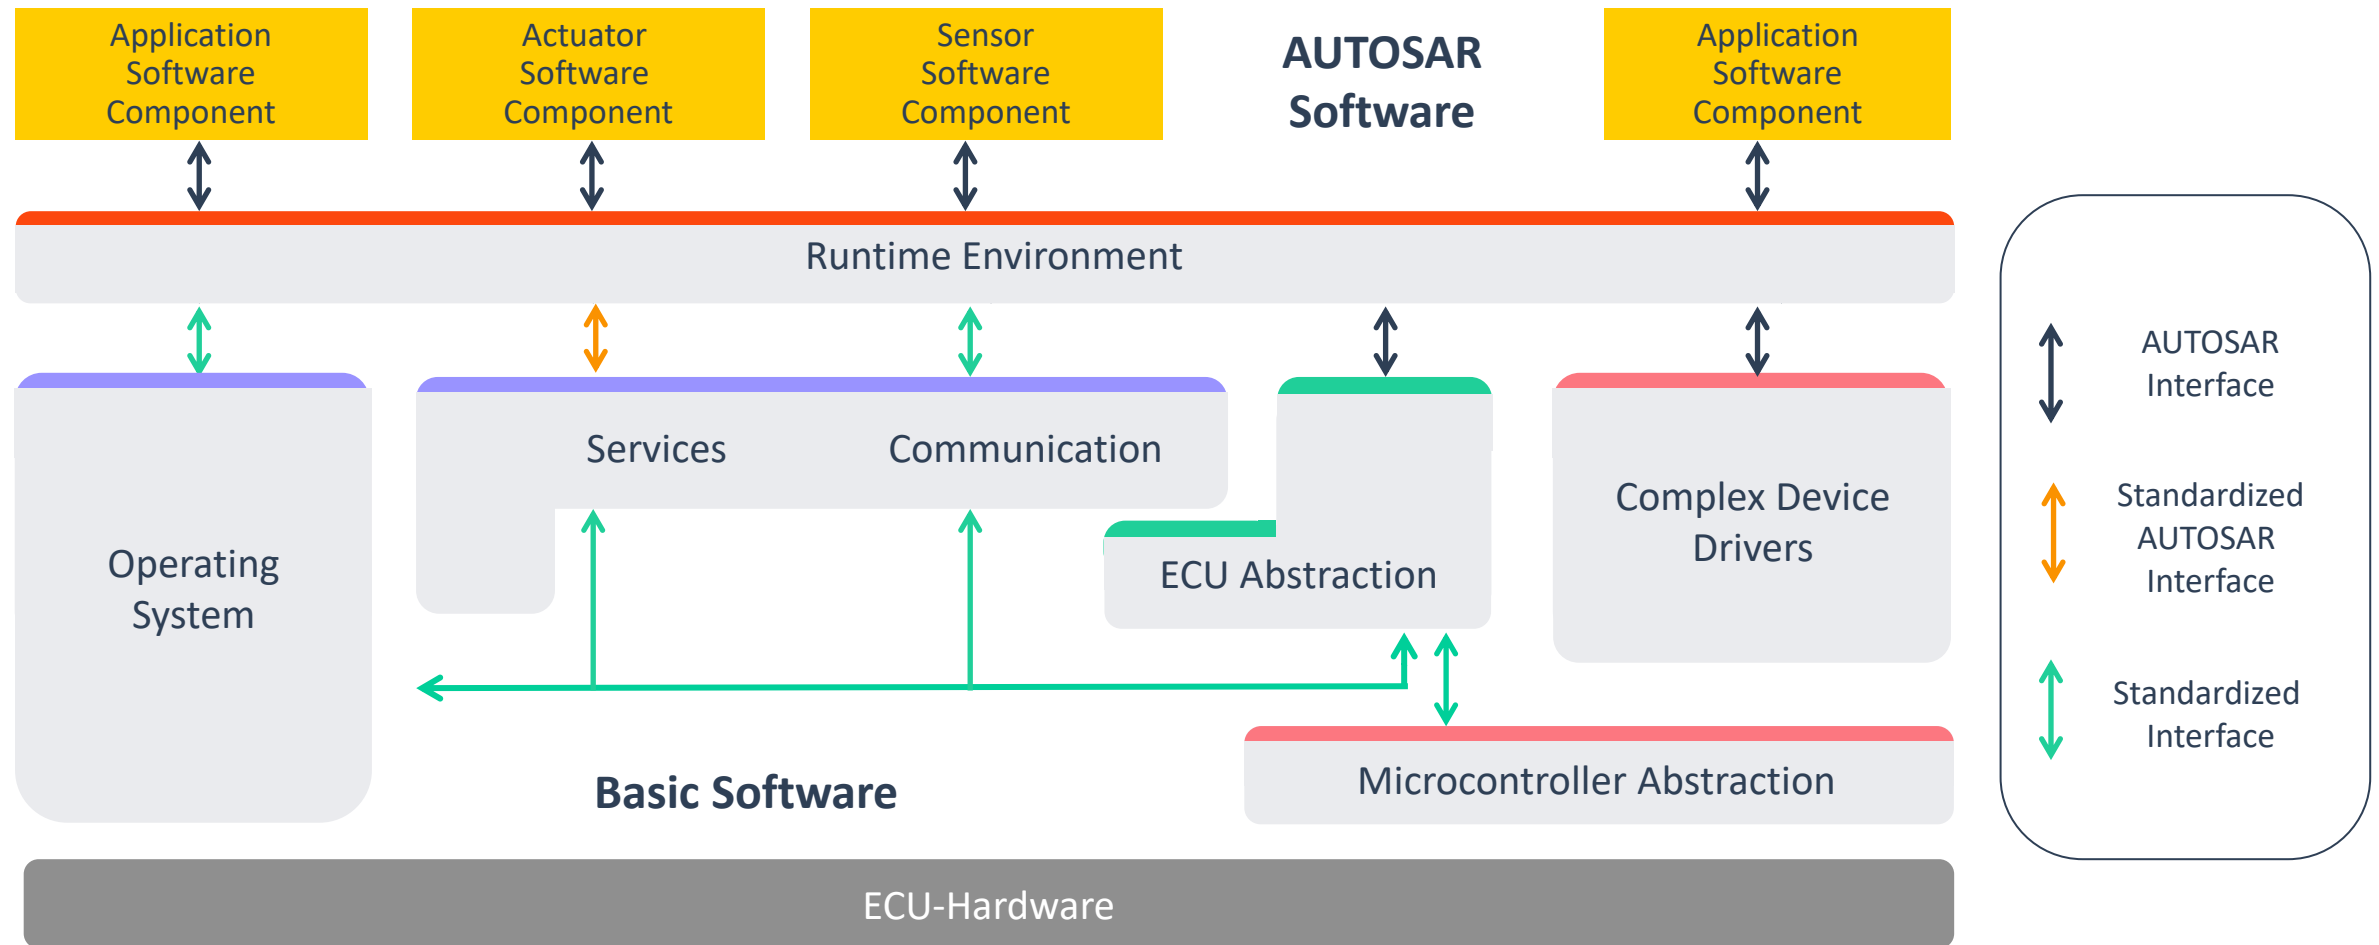 Application
Software
Component
Actuator
Software
Component
Sensor
Software
Component
AUTOSAR
Software
Application
Software
Component
Runtime Environment
Services
Communication
Operating
System
ECU Abstraction
Complex Device
Drivers
Basic Software
Microcontroller Abstraction
ECU-Hardware
AUTOSAR
Interface
Standardized
AUTOSAR
Interface
Standardized
Interface